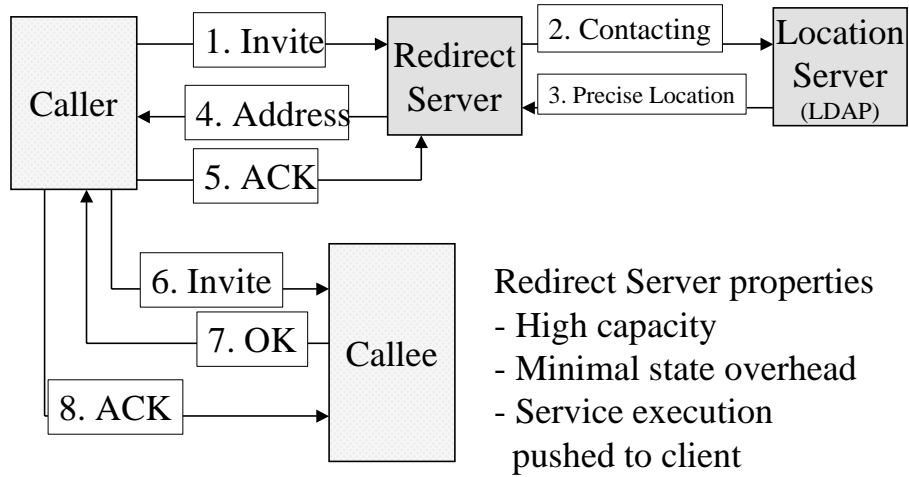 1. Invite
2. Contacting
Location
Server
(LDAP)
Redirect
Server
Caller
3. Precise Location
4. Address
5. ACK
6. Invite
7. OK
Callee
8. ACK
Redirect Server properties
- High capacity
- Minimal state overhead
- Service execution
pushed to client